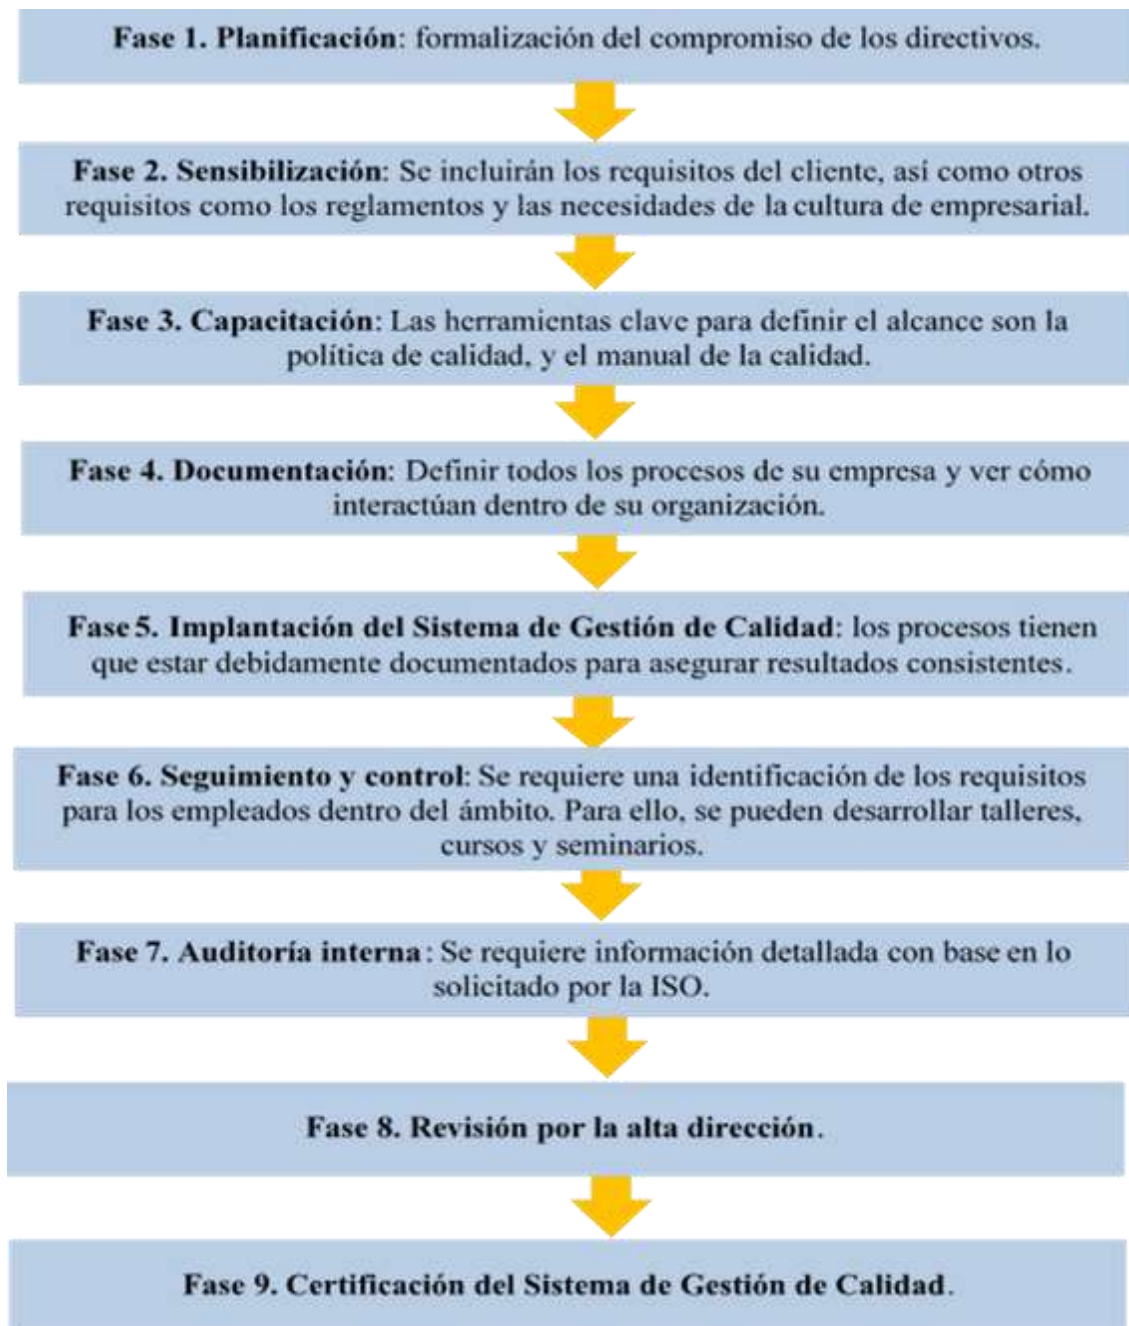 Fase 1. Planificación: formalización del compromiso de los directivos.
Fase 2. Sensibilización: Se incluirán los requisitos del cliente, así como otros
requisitos como los reglamentos y las necesidades de la cultura de empresarial.
Fase 3. Capacitación: Las herramientas clave para definir el alcance son la
política de calidad, y el manual de la calidad.
Fase 4. Documentación: Definir todos los procesos de su empresa y ver cómo
interactúan dentro de su organización.
Fase 5. Implantación del Sistema de Gestión de Calidad: los procesos tienen
que estar debidamente documentados para asegurar resultados consistentes.
Fase 6. Seguimiento y control: Se requiere una identificación de los requisitos
para los empleados dentro del ámbito. Para ello, se pueden desarrollar talleres,
cursos y seminarios.
Fase 7. Auditoría interna: Se requiere información detallada con base en lo
solicitado por la ISO.
Fase 8. Revisión por la alta dirección.
Fase 9. Certificación del Sistema de Gestión de Calidad.